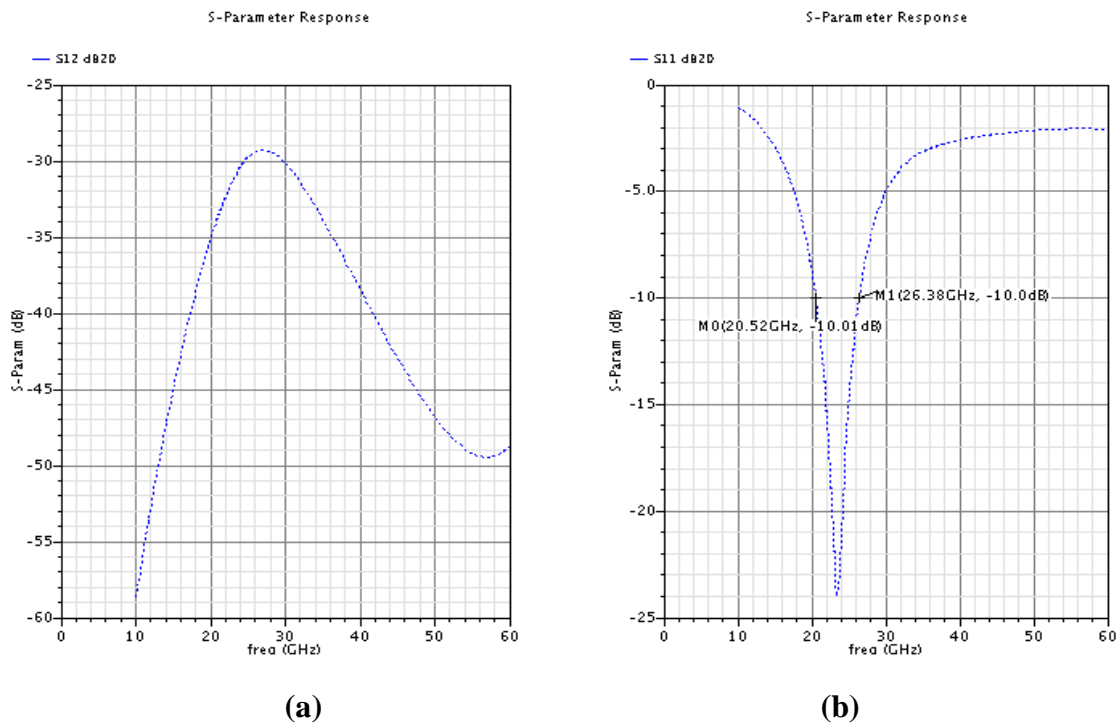 S-Parameter Response
S12 dB20
-25
-30
-35
-40
-45
-50
-55
-60
S-Param (dB)
0 10 20 30 40 50 60
freq (GHz)
(a)
S-Parameter Response
S11 dB20
0
-5.0
-10
-15
-20
-25
S-Param (dB)
M1(26.38GHz, -10.0dB)
M0(20.52GHz, -10.01dB)
0 10 20 30 40 50 60
freq (GHz)
(b)